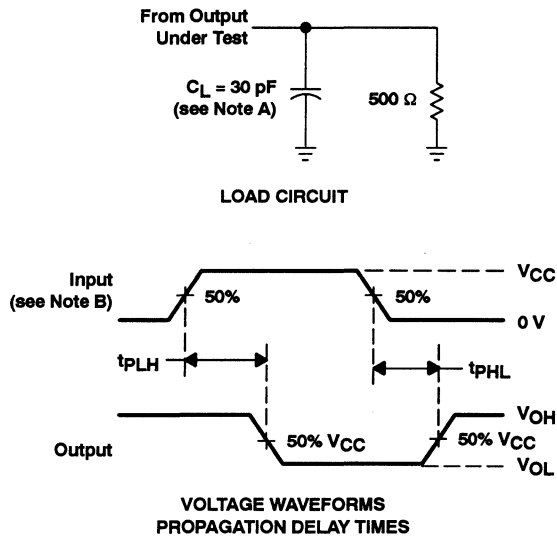 From Output
Under Test
C_L = 30 pF
(see Note A)
500 Ω
LOAD CIRCUIT
Input
(see Note B)
50%
50%
V_CC
0 V
t_PLH
t_PHL
Output
50% V_CC
50% V_CC
V_OH
V_OL
VOLTAGE WAVEFORMS
PROPAGATION DELAY TIMES